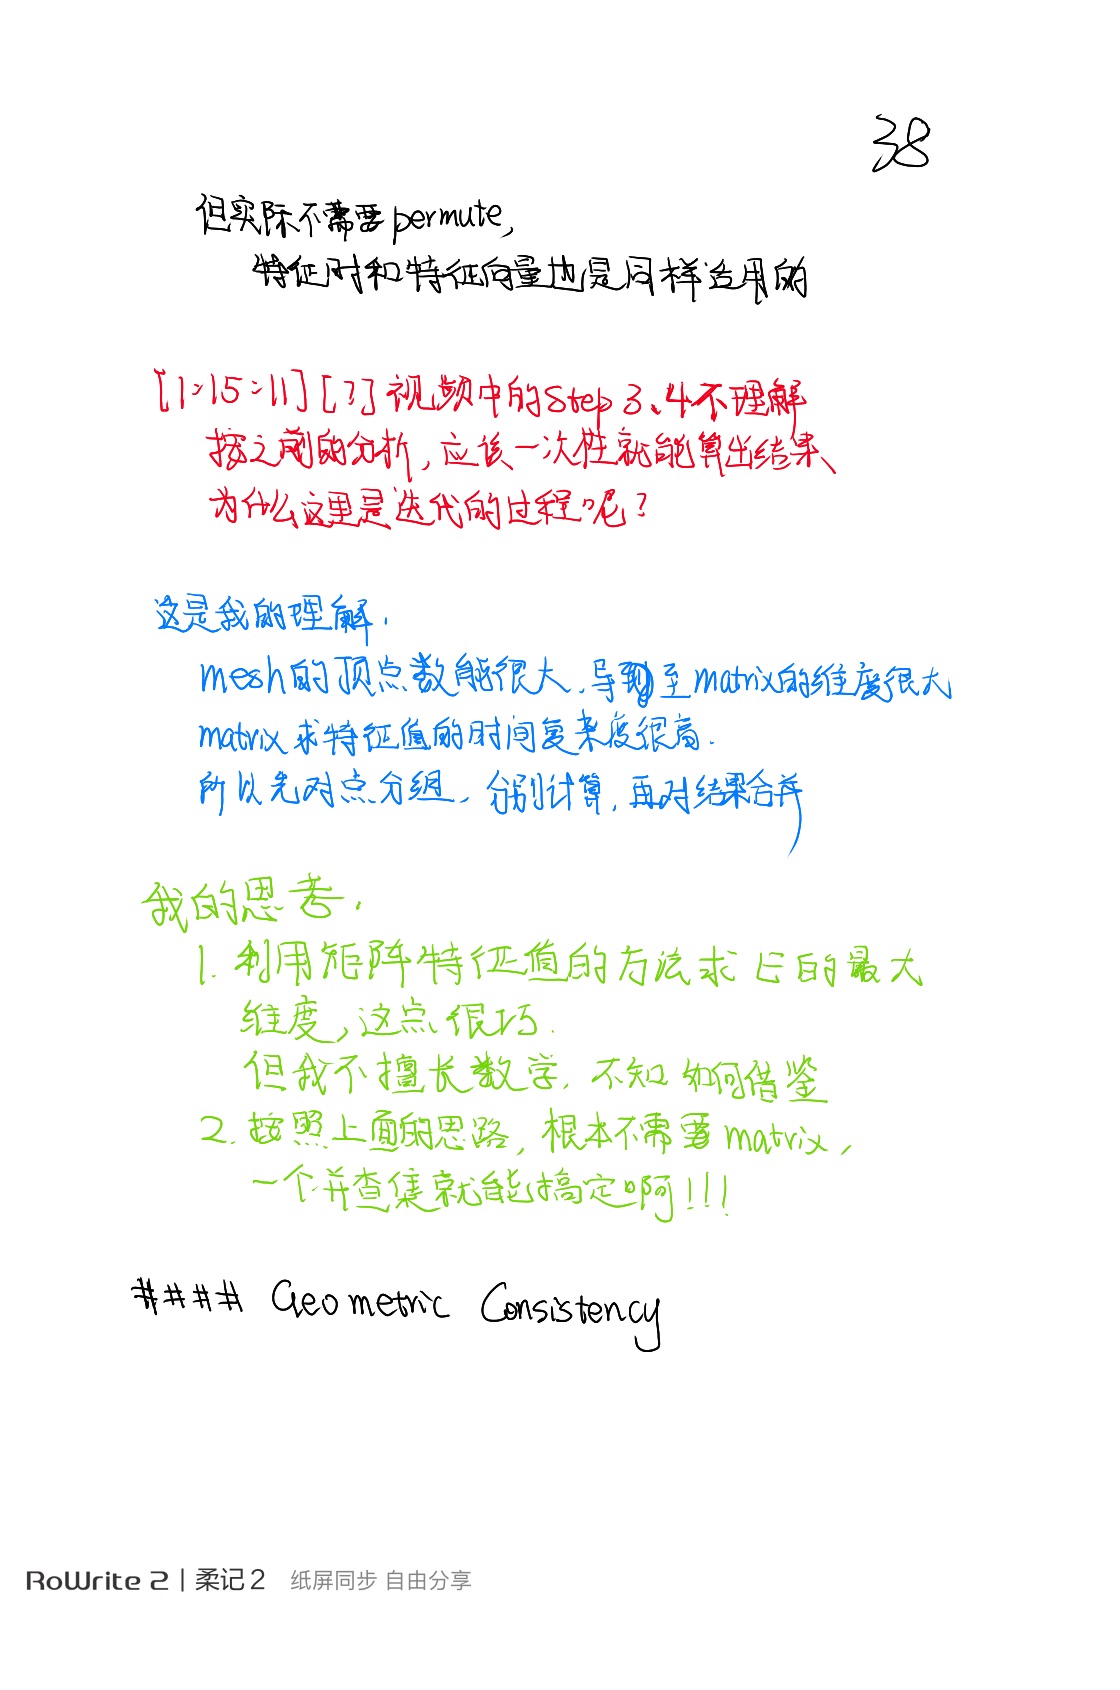 38
但实际不需要permute,
特征时和特征向量也是同样适用的
[1:15:11][?]视频中的Step 3、4不理解
按之前的分析,应该一次性就能算出结果、
为什么这里是迭代的过程呢?
这是我的理解.
mesh的顶点数能很大,导致至matrix的维度很大
matrix求特征值的时间复杂度很高.
所以先对点分组,分别计算,再对结果合并
我的思考.
1. 利用矩阵特征值的方法求 E的最大
维度,这点很巧.
但我不擅长数学,不知如何借鉴
2. 按照上面的思路,根本不需要matrix,
一个并查集就能搞定啊!!!
#### Geometric Consistency
RoWrite 2 | 柔记2 纸屏同步 自由分享